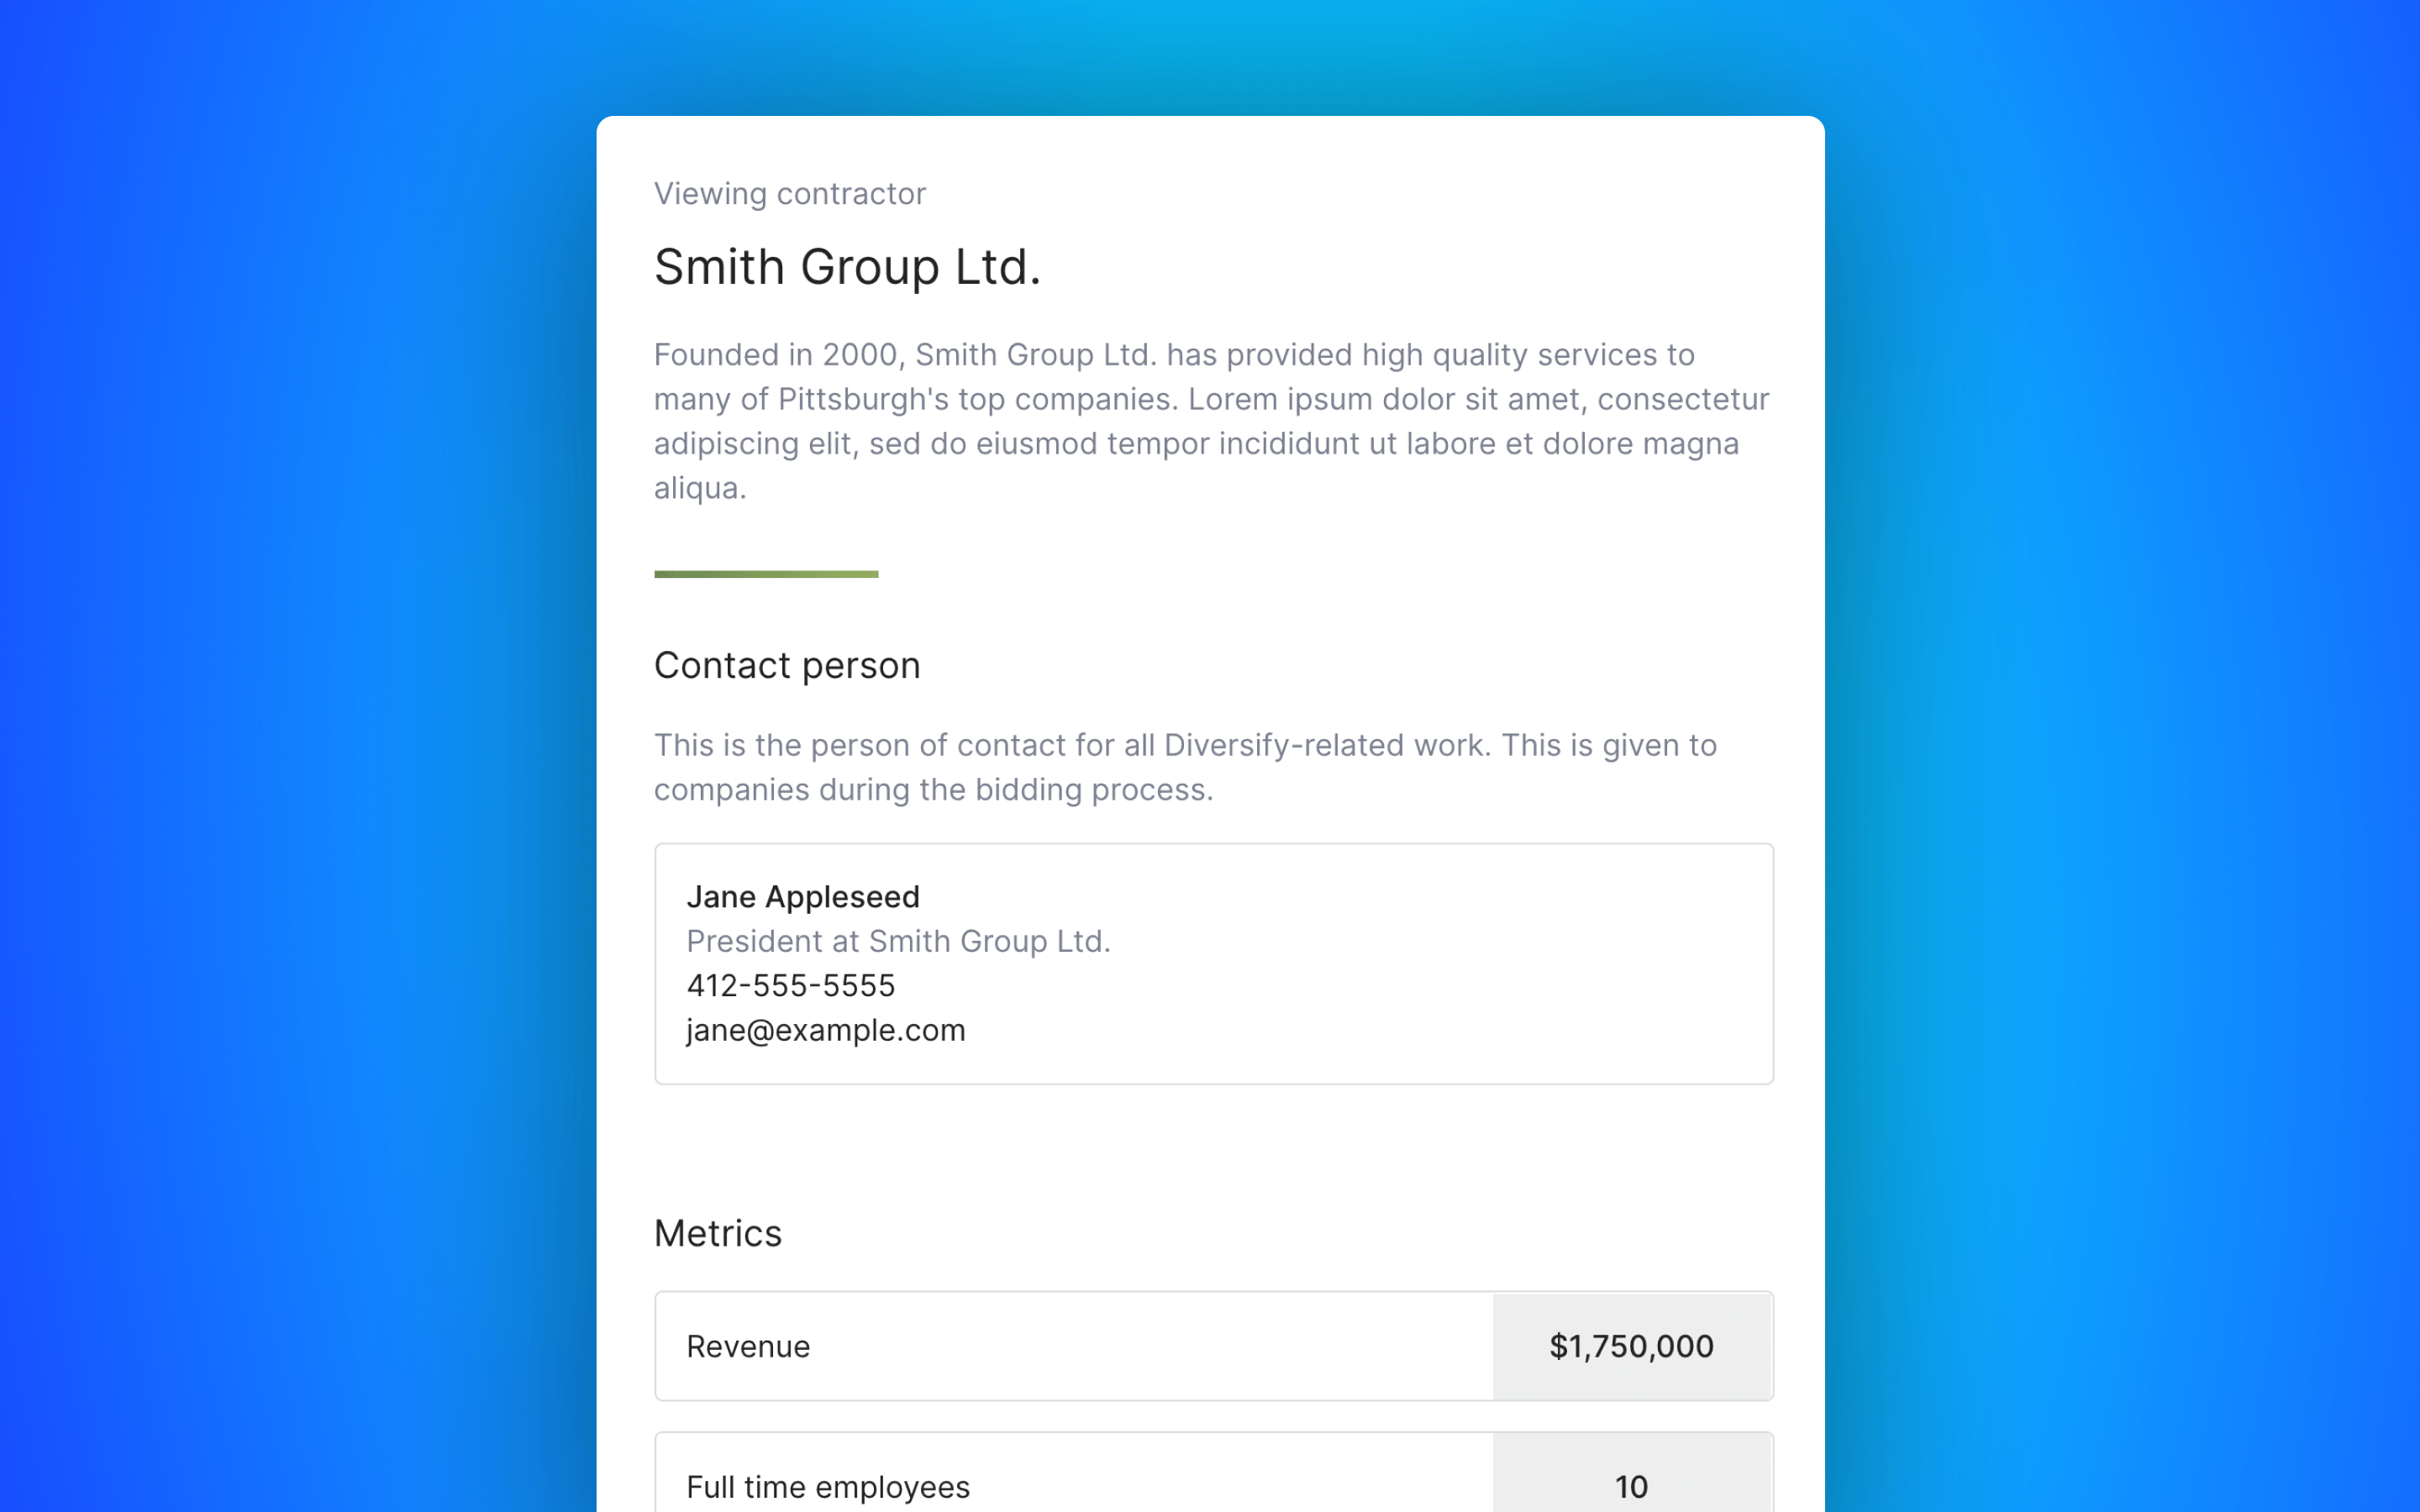 Viewing contractor
Smith Group Ltd.
Founded in 2000, Smith Group Ltd. has provided high quality services to
many of Pittsburgh's top companies. Lorem ipsum dolor sit amet, consectetur
adipiscing elit, sed do eiusmod tempor incididunt ut labore et dolore magna
aliqua.
Contact person
This is the person of contact for all Diversify-related work. This is given to
companies during the bidding process.
Jane Appleseed
President at Smith Group Ltd.
412-555-5555
jane@example.com
Metrics
Revenue $1,750,000
Full time employees 10